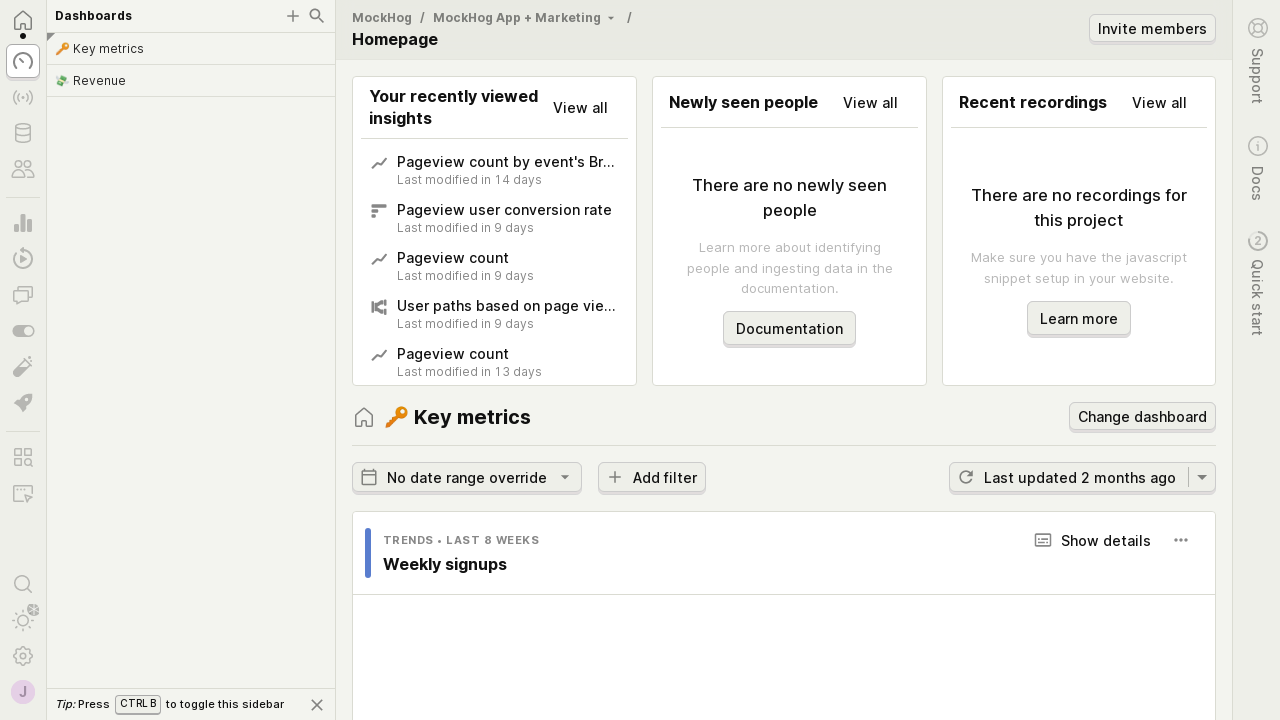 Dashboards
🔑 Key metrics
💸 Revenue
Tip: Press CTRL B to toggle this sidebar
J
MockHog / MockHog App + Marketing /
Homepage
Invite members
Your recently viewed
insights
View all
Pageview count by event's Br...
Last modified in 14 days
Pageview user conversion rate
Last modified in 9 days
Pageview count
Last modified in 9 days
User paths based on page vie...
Last modified in 9 days
Pageview count
Last modified in 13 days
Newly seen people
View all
There are no newly seen
people
Learn more about identifying
people and ingesting data in the
documentation.
Documentation
Recent recordings
View all
There are no recordings for
this project
Make sure you have the javascript
snippet setup in your website.
Learn more
🔑 Key metrics
Change dashboard
No date range override
Add filter
Last updated 2 months ago
TRENDS • LAST 8 WEEKS
Weekly signups
Show details
Support
Docs
2
Quick start